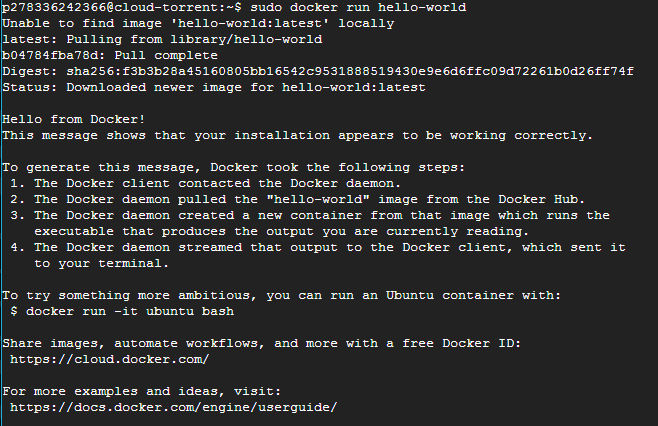 p278336242366@cloud-torrent:~$ sudo docker run hello-world
Unable to find image 'hello-world:latest' locally
latest: Pulling from library/hello-world
b04784fba78d: Pull complete
Digest: sha256:f3b3b28a45160805bb16542c9531888519430e9e6d6ffc09d72261b0d26ff74f
Status: Downloaded newer image for hello-world:latest

Hello from Docker!
This message shows that your installation appears to be working correctly.

To generate this message, Docker took the following steps:
 1. The Docker client contacted the Docker daemon.
 2. The Docker daemon pulled the "hello-world" image from the Docker Hub.
 3. The Docker daemon created a new container from that image which runs the
    executable that produces the output you are currently reading.
 4. The Docker daemon streamed that output to the Docker client, which sent it
    to your terminal.

To try something more ambitious, you can run an Ubuntu container with:
 $ docker run -it ubuntu bash

Share images, automate workflows, and more with a free Docker ID:
 https://cloud.docker.com/

For more examples and ideas, visit:
 https://docs.docker.com/engine/userguide/